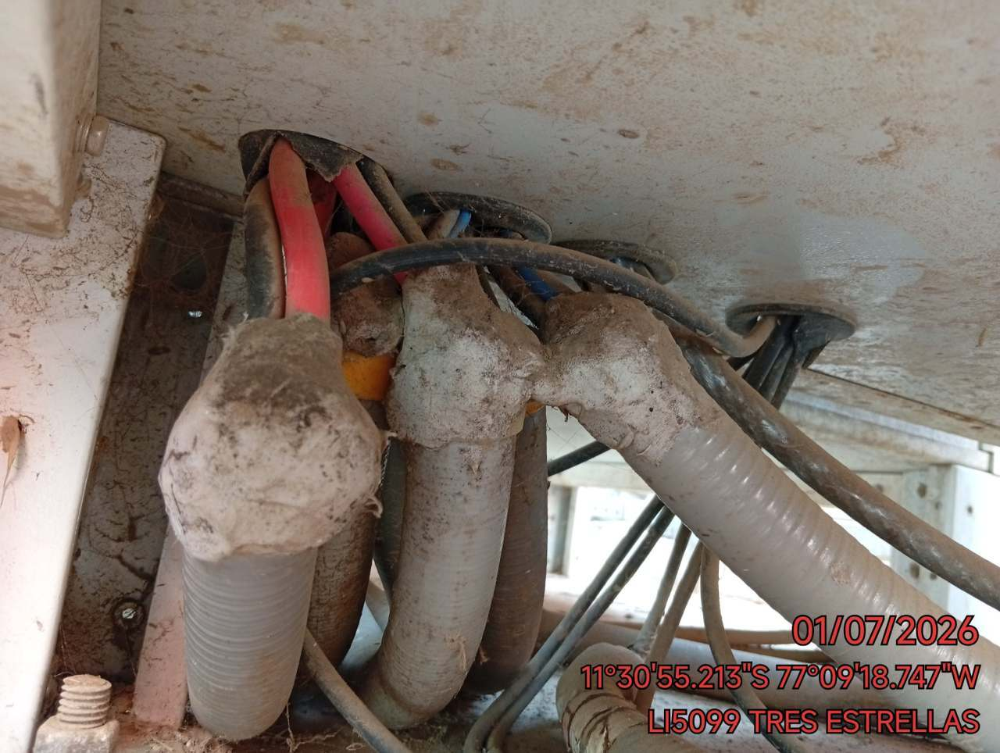 01/07/2026
11°30'55.213"S 77°09'18.747"W
LI5099 TRES ESTRELLAS